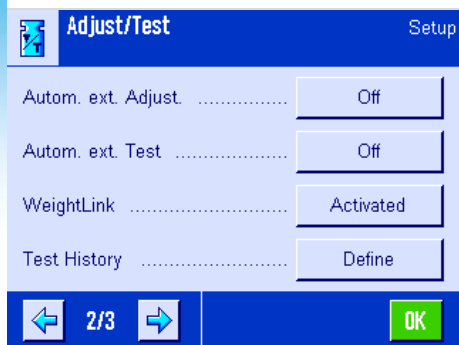 Adjust/Test Setup
Autom. ext. Adjust. ................ Off
Autom. ext. Test .................... Off
WeightLink ............................ Activated
Test History .......................... Define
2/3 OK